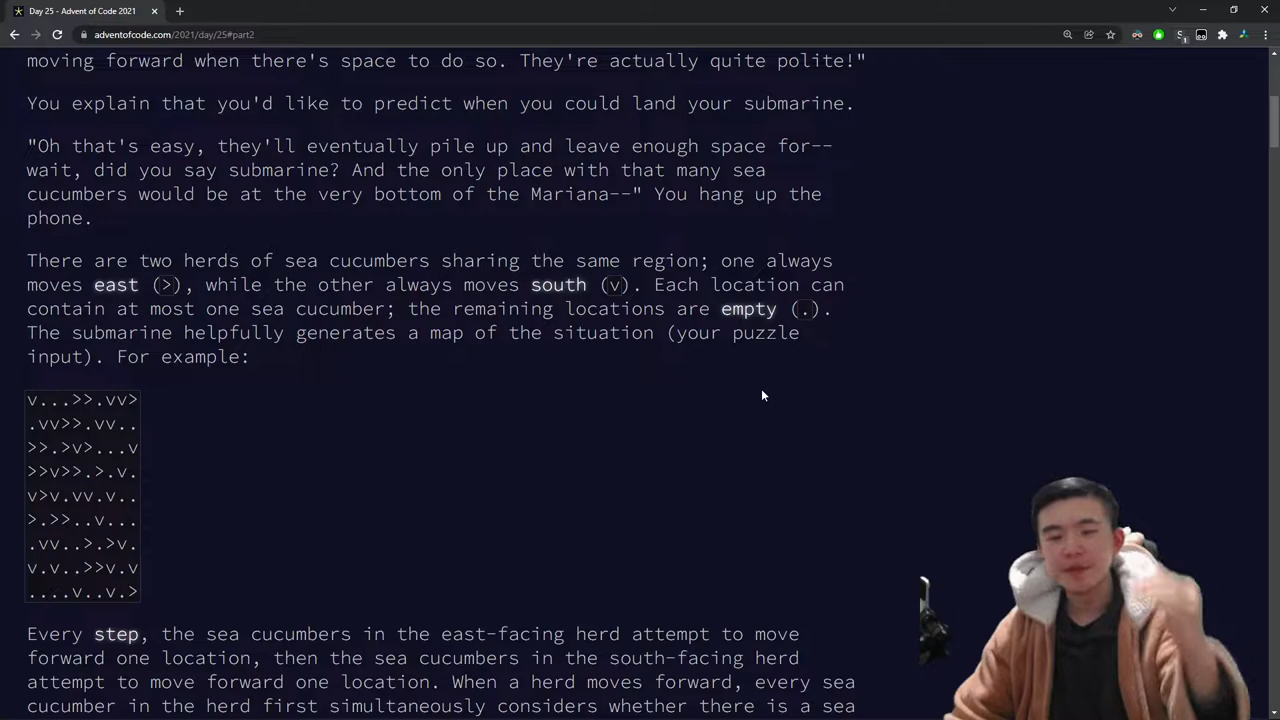 Day 25 - Advent of Code 2021
adventofcode.com/2021/day/25#part2
moving forward when there's space to do so. They're actually quite polite!"
You explain that you'd like to predict when you could land your submarine.
"Oh that's easy, they'll eventually pile up and leave enough space for--
wait, did you say submarine? And the only place with that many sea
cucumbers would be at the very bottom of the Mariana--" You hang up the
phone.
There are two herds of sea cucumbers sharing the same region; one always
moves east (>), while the other always moves south (v). Each location can
contain at most one sea cucumber; the remaining locations are empty (.).
The submarine helpfully generates a map of the situation (your puzzle
input). For example:
v...>>.vv>
.vv>>.vv..
>>.>v>...v
>>v>>.>.v.
v>v.vv.v..
>.>>..v...
.vv..>.>v.
v.v..>>v.v
....v..v.>
Every step, the sea cucumbers in the east-facing herd attempt to move
forward one location, then the sea cucumbers in the south-facing herd
attempt to move forward one location. When a herd moves forward, every sea
cucumber in the herd first simultaneously considers whether there is a sea